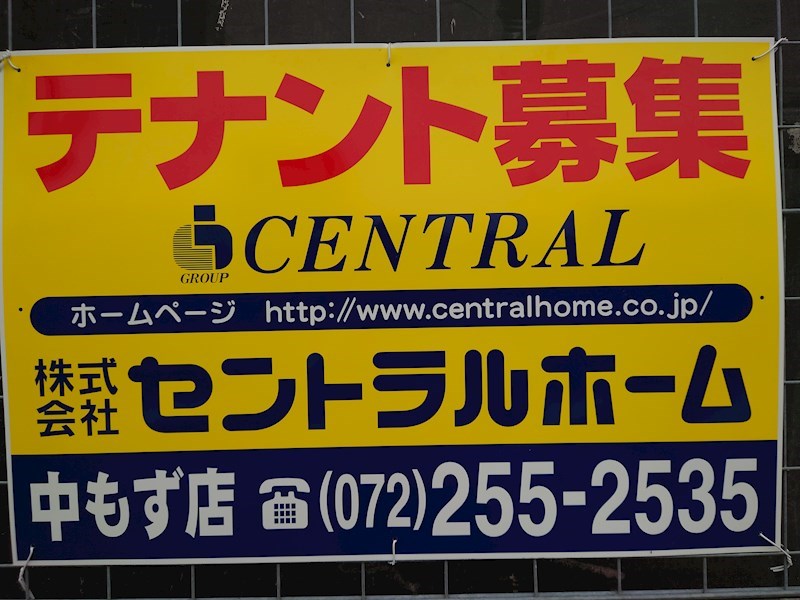 テナント募集
GROUP CENTRAL
ホームページ http://www.centralhome.co.jp/
株式会社 セントラルホーム
中もず店 ☎(072)255-2535